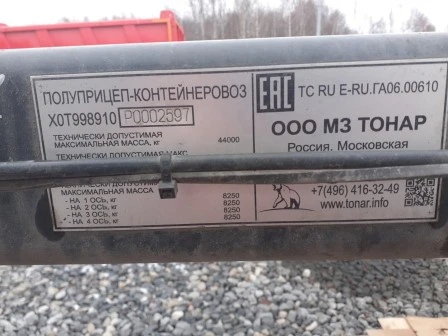 ПОЛУПРИЦЕП-КОНТЕЙНЕРОВОЗ
X0T998910 P0002597
ТЕХНИЧЕСКИ ДОПУСТИМАЯ
МАКСИМАЛЬНАЯ МАССА, кг 44000
ТЕХНИЧЕСКИ ДОПУСТИМАЯ МАКС.
МАКСИМАЛЬНАЯ МАССА
- НА 1 ОСЬ, кг 8250
- НА 2 ОСЬ, кг 8250
- НА 3 ОСЬ, кг 8250
- НА 4 ОСЬ, кг 8250
EAC TC RU E-RU.ГА06.00610
ООО МЗ ТОНАР
Россия, Московская
+7(496) 416-32-49
www.tonar.info